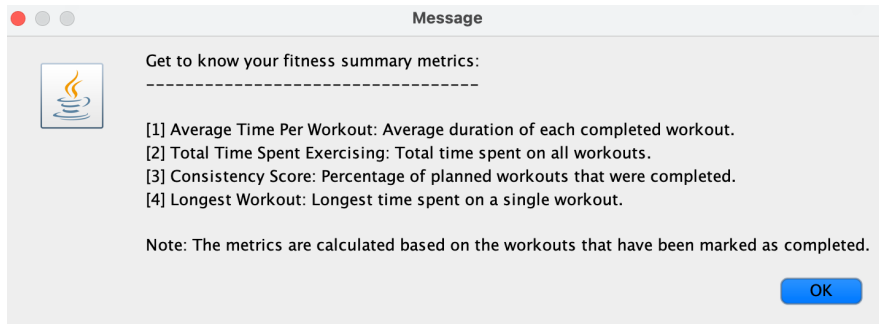 Message
Get to know your fitness summary metrics:
----------------------------------
[1] Average Time Per Workout: Average duration of each completed workout.
[2] Total Time Spent Exercising: Total time spent on all workouts.
[3] Consistency Score: Percentage of planned workouts that were completed.
[4] Longest Workout: Longest time spent on a single workout.
Note: The metrics are calculated based on the workouts that have been marked as completed.
OK